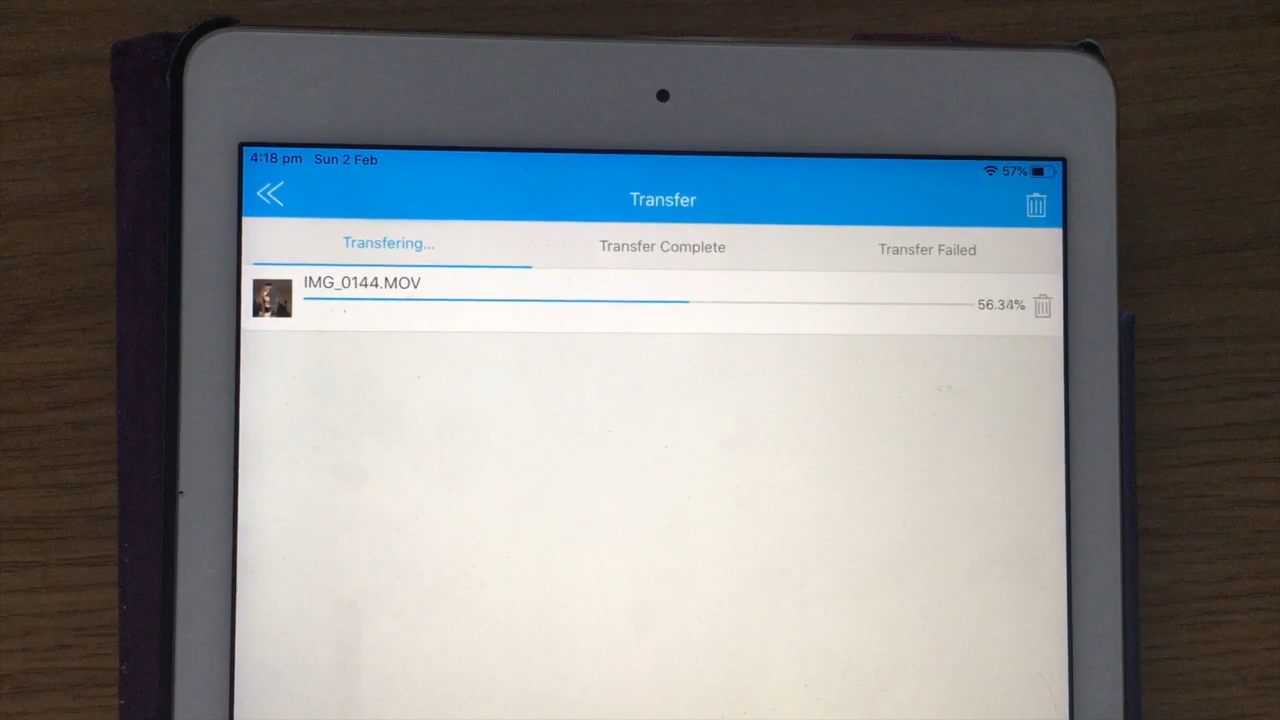 4:18 pm Sun 2 Feb 57%
Transfer
Transfering... Transfer Complete Transfer Failed
IMG_0144.MOV
56.34%